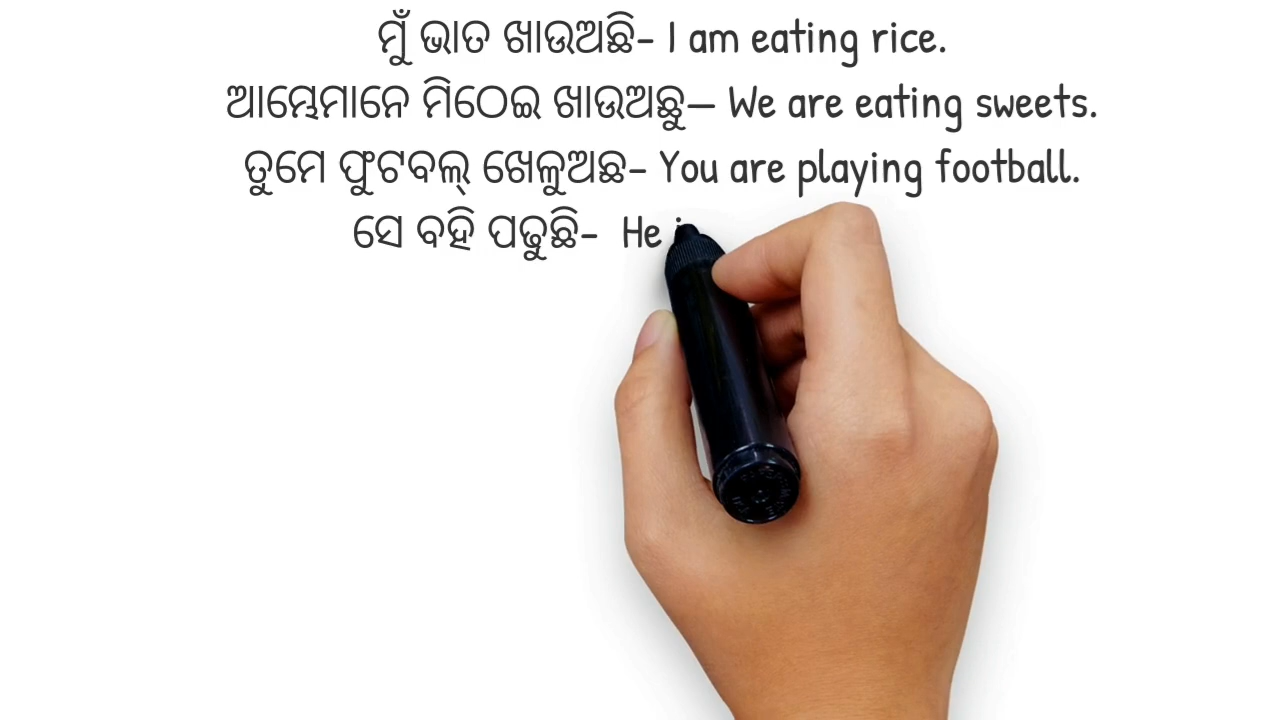 ମୁଁ ଭାତ ଖାଉଅଛି- I am eating rice.
ଆମ୍ଭେମାନେ ମିଠେଇ ଖାଉଅଛୁ— We are eating sweets.
ତୁମେ ଫୁଟବଲ୍ ଖେଳୁଅଛ- You are playing football.
ସେ ବହି ପଢୁଛି- He